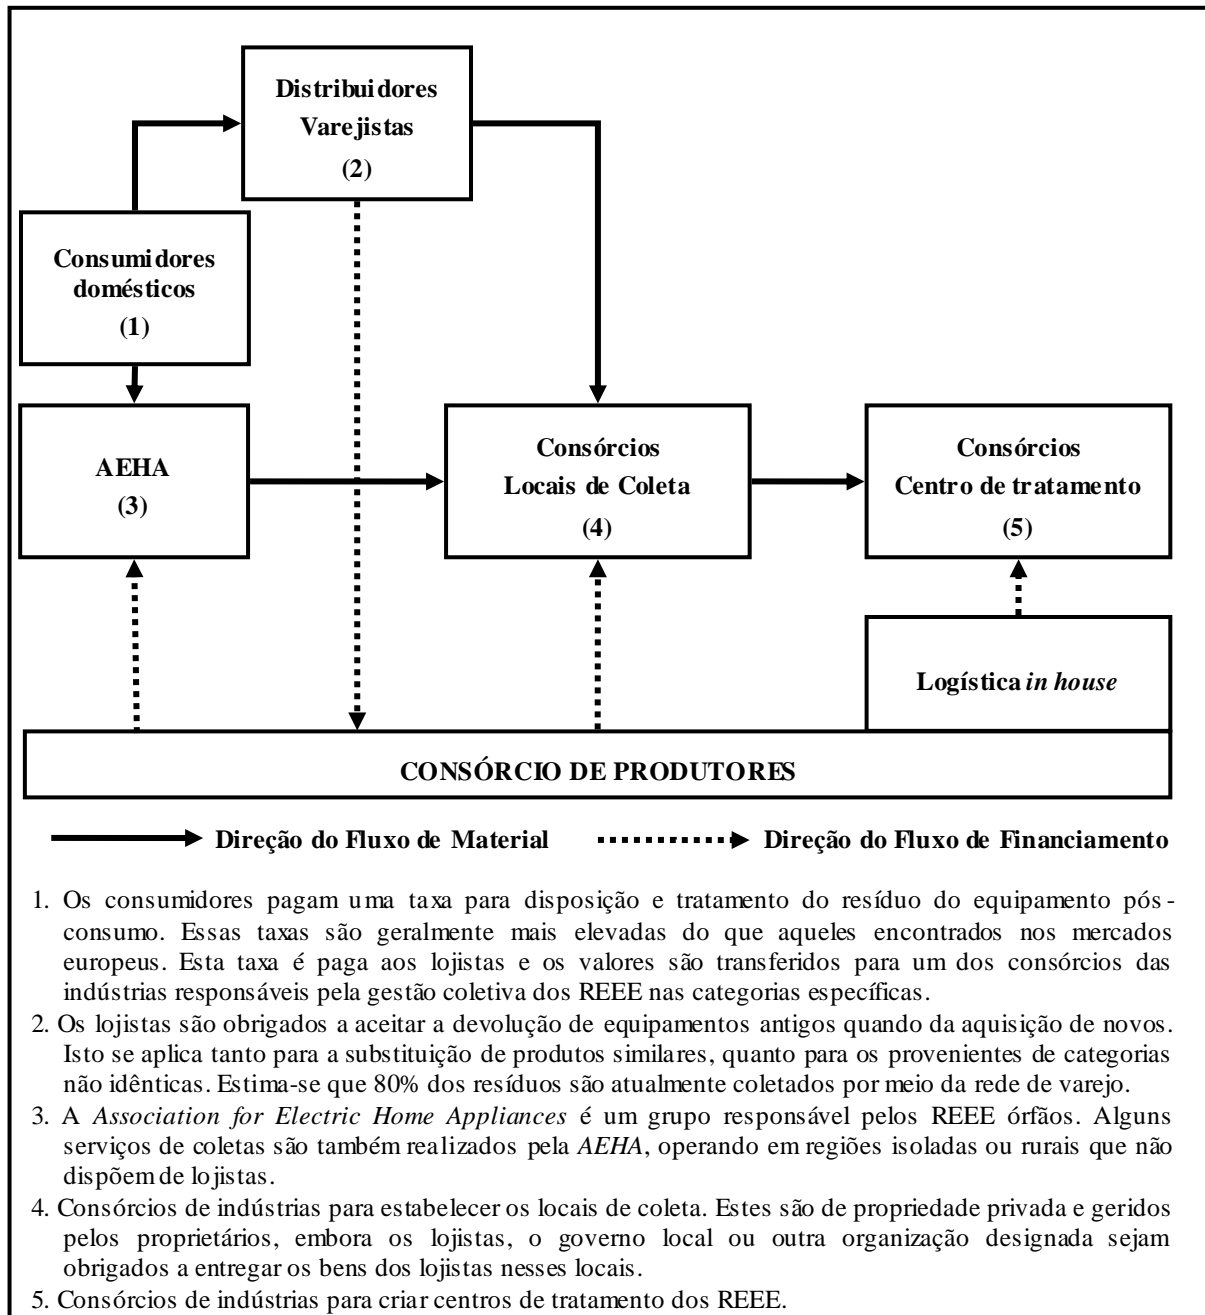 Distribuidores
Varejistas
(2)
Consumidores
domésticos
(1)
AEHA
(3)
Consórcios
Locais de Coleta
(4)
Consórcios
Centro de tratamento
(5)
Logística in house
CONSÓRCIO DE PRODUTORES
Direção do Fluxo de Material
Direção do Fluxo de Financiamento
1. Os consumidores pagam uma taxa para disposição e tratamento do resíduo do equipamento pós-
consumo. Essas taxas são geralmente mais elevadas do que aqueles encontrados nos mercados
europeus. Esta taxa é paga aos lojistas e os valores são transferidos para um dos consórcios das
indústrias responsáveis pela gestão coletiva dos REEE nas categorias específicas.
2. Os lojistas são obrigados a aceitar a devolução de equipamentos antigos quando da aquisição de novos.
Isto se aplica tanto para a substituição de produtos similares, quanto para os provenientes de categorias
não idênticas. Estima-se que 80% dos resíduos são atualmente coletados por meio da rede de varejo.
3. A Association for Electric Home Appliances é um grupo responsável pelos REEE órfãos. Alguns
serviços de coletas são também realizados pela AEHA, operando em regiões isoladas ou rurais que não
dispõem de lojistas.
4. Consórcios de indústrias para estabelecer os locais de coleta. Estes são de propriedade privada e geridos
pelos proprietários, embora os lojistas, o governo local ou outra organização designada sejam
obrigados a entregar os bens dos lojistas nesses locais.
5. Consórcios de indústrias para criar centros de tratamento dos REEE.